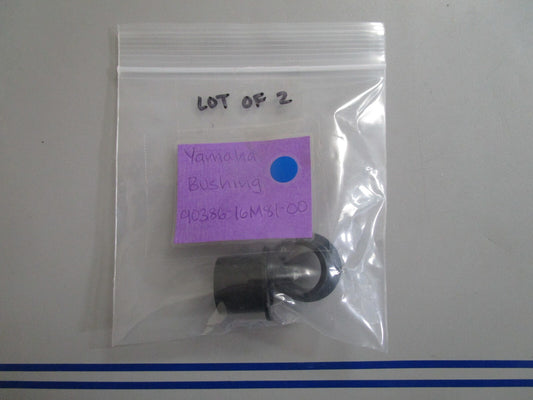 LOT OF 2
Yamaha
Bushing
90386-16M81-00